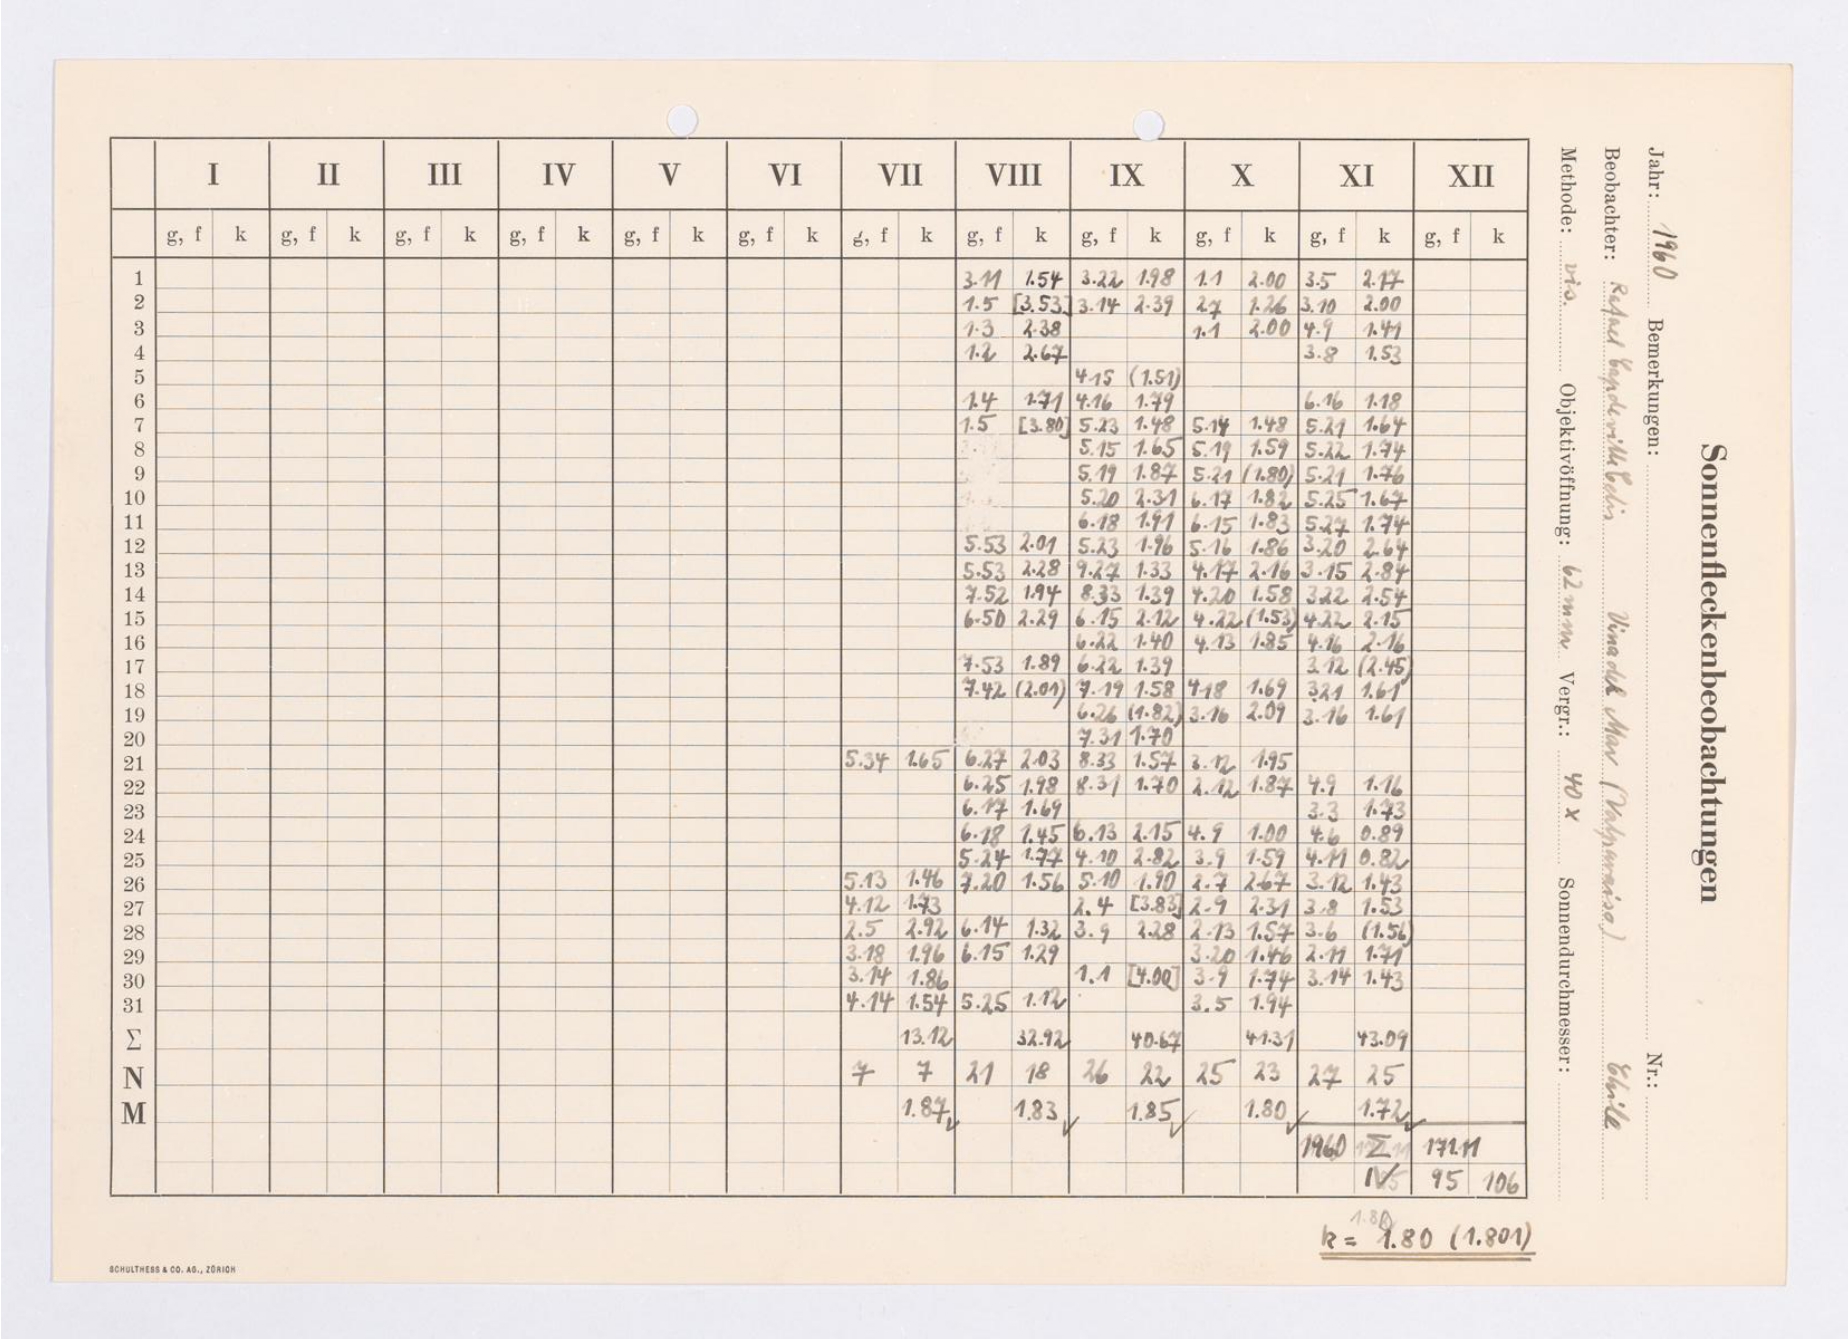 Sonnenfleckenbeobachtungen
Jahr: 1960 Bemerkungen: Nr.:
Beobachter: Rafael Capdeville Celis Vina del Mar (Valparaiso) Chile
Methode: vis. Objektivöffnung: 62 mm Vergr.: 40 x Sonnendurchmesser:
I II III IV V VI VII VIII IX X XI XII
g, f k g, f k g, f k g, f k g, f k g, f k g, f k g, f k g, f k g, f k g, f k g, f k
1 3.11 1.54 3.22 1.98 1.1 2.00 3.5 2.17
2 1.5 [3.53] 3.14 2.39 2.7 1.26 3.10 2.00
3 1.3 2.38 1.1 2.00 4.9 1.41
4 1.2 2.67 3.8 1.53
5 4.15 (1.51)
6 1.4 1.71 4.16 1.79 6.16 1.18
7 1.5 [3.80] 5.23 1.48 5.14 1.48 5.21 1.64
8 5.15 1.65 5.19 1.59 5.22 1.74
9 5.19 1.87 5.21 (1.80) 5.21 1.76
10 5.20 2.31 6.17 1.82 5.25 1.67
11 6.18 1.91 6.15 1.83 5.27 1.74
12 5.53 2.01 5.23 1.96 5.16 1.86 3.20 2.64
13 5.53 2.28 9.27 1.33 4.17 2.16 3.15 2.84
14 7.52 1.94 8.33 1.39 4.20 1.58 3.22 2.54
15 6.50 2.29 6.15 2.12 4.22 (1.53) 4.22 2.15
16 6.22 1.40 4.13 1.85 4.16 2.16
17 7.53 1.89 6.22 1.39 3.12 (2.45)
18 7.42 (2.01) 7.19 1.58 4.18 1.69 3.21 1.61
19 6.26 (1.82) 3.16 2.09 3.16 1.61
20 7.31 1.70
21 5.34 1.65 6.27 2.03 8.33 1.57 3.12 1.95
22 6.25 1.98 8.31 1.70 2.12 1.87 4.9 1.16
23 6.17 1.69 3.3 1.73
24 6.18 1.45 6.13 2.15 4.9 1.00 4.6 0.89
25 5.24 1.77 4.10 2.82 3.9 1.59 4.11 0.82
26 5.13 1.46 7.20 1.56 5.10 1.90 2.7 2.67 3.12 1.43
27 4.12 1.73 2.4 [3.83] 2.9 2.31 3.8 1.53
28 2.5 2.92 6.14 1.32 3.9 2.28 2.13 1.57 3.6 (1.56)
29 3.18 1.96 6.15 1.29 3.20 1.46 2.11 1.71
30 3.14 1.86 1.1 [4.00] 3.9 1.74 3.14 1.43
31 4.14 1.54 5.25 1.12 3.5 1.94
Σ 13.12 32.92 40.67 41.31 43.09
N 7 7 21 18 26 22 25 23 27 25
M 1.87 1.83 1.85 1.80 1.72
1960 Σ 171.11
N 95 106
1.80
k = 1.80 (1.801)
SCHULTHESS & CO. AG., ZÜRICH